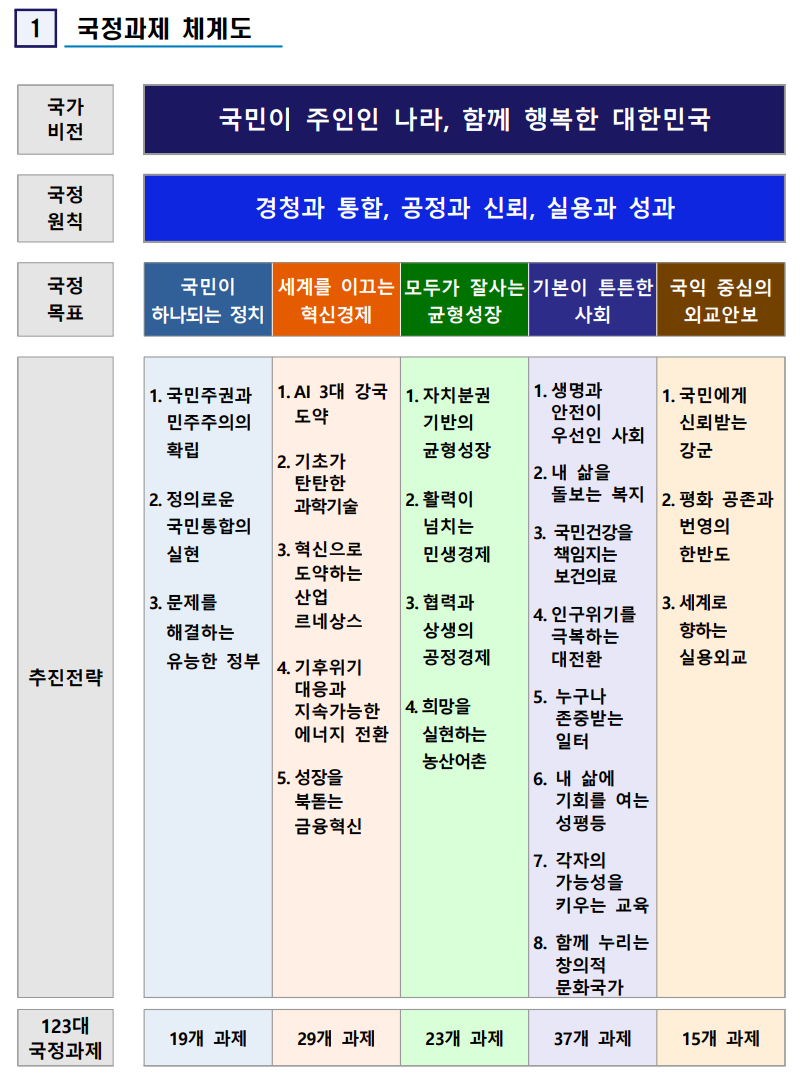 1 국정과제 체계도
국가
비전
국민이 주인인 나라, 함께 행복한 대한민국
국정
원칙
경청과 통합, 공정과 신뢰, 실용과 성과
국정
목표
국민이
하나되는 정치
세계를 이끄는
혁신경제
모두가 잘사는
균형성장
기본이 튼튼한
사회
국익 중심의
외교안보
추진전략
1. 국민주권과
민주주의의
확립
2. 정의로운
국민통합의
실현
3. 문제를
해결하는
유능한 정부
1. AI 3대 강국
도약
2. 기초가
탄탄한
과학기술
3. 혁신으로
도약하는
산업
르네상스
4. 기후위기
대응과
지속가능한
에너지 전환
5. 성장을
북돋는
금융혁신
1. 자치분권
기반의
균형성장
2. 활력이
넘치는
민생경제
3. 협력과
상생의
공정경제
4. 희망을
실현하는
농산어촌
1. 생명과
안전이
우선인 사회
2. 내 삶을
돌보는 복지
3. 국민건강을
책임지는
보건의료
4. 인구위기를
극복하는
대전환
5. 누구나
존중받는
일터
6. 내 삶에
기회를 여는
성평등
7. 각자의
가능성을
키우는 교육
8. 함께 누리는
창의적
문화국가
1. 국민에게
신뢰받는
강군
2. 평화 공존과
번영의
한반도
3. 세계로
향하는
실용외교
123대
국정과제
19개 과제
29개 과제
23개 과제
37개 과제
15개 과제